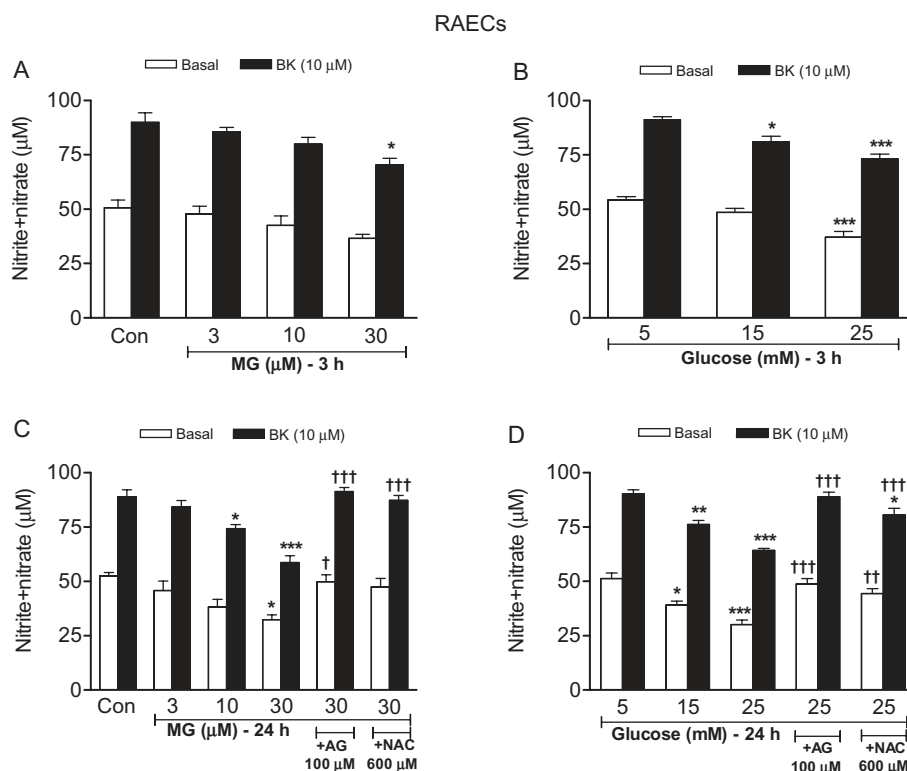 RAECs
A
Basal BK (10 μM)
Nitrite+nitrate (μM)
100
75
50
25
*
Con 3 10 30
MG (μM) - 3 h
B
Basal BK (10 μM)
Nitrite+nitrate (μM)
100
75
50
25
* ***
***
5 15 25
Glucose (mM) - 3 h
C
Basal BK (10 μM)
Nitrite+nitrate (μM)
100
75
50
25
††† †††
* *** †
*
Con 3 10 30 30 30
MG (μM) - 24 h
+AG +NAC
100 μM 600 μM
D
Basal BK (10 μM)
Nitrite+nitrate (μM)
100
75
50
25
††† †††
*
** ***
††† ††
* ***
5 15 25 25 25
Glucose (mM) - 24 h
+AG +NAC
100 μM 600 μM